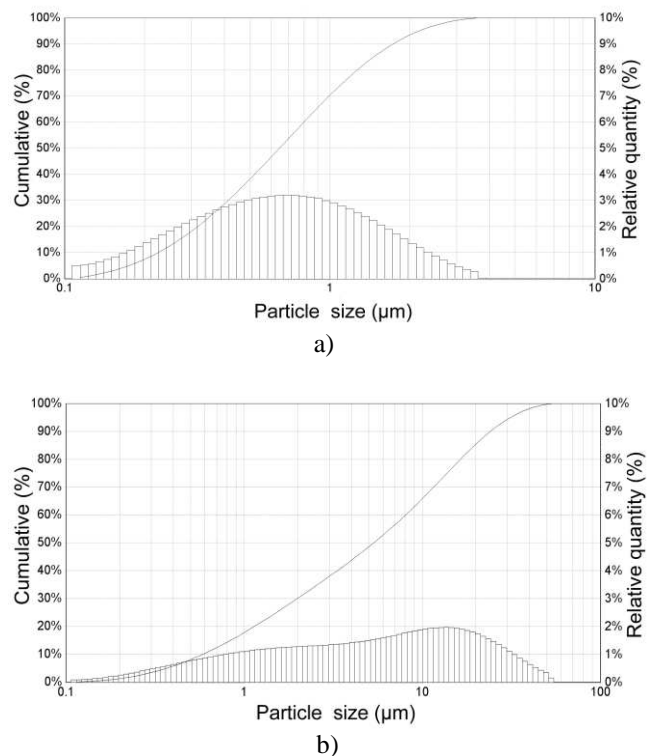 100% 10%
90% 9%
80% 8%
70% 7%
60% 6%
50% 5%
40% 4%
30% 3%
20% 2%
10% 1%
0% 0%
0.1 1 10
Cumulative (%)
Relative quantity (%)
Particle size (µm)
a)
100% 10%
90% 9%
80% 8%
70% 7%
60% 6%
50% 5%
40% 4%
30% 3%
20% 2%
10% 1%
0% 0%
0.1 1 10 100
Cumulative (%)
Relative quantity (%)
Particle size (µm)
b)